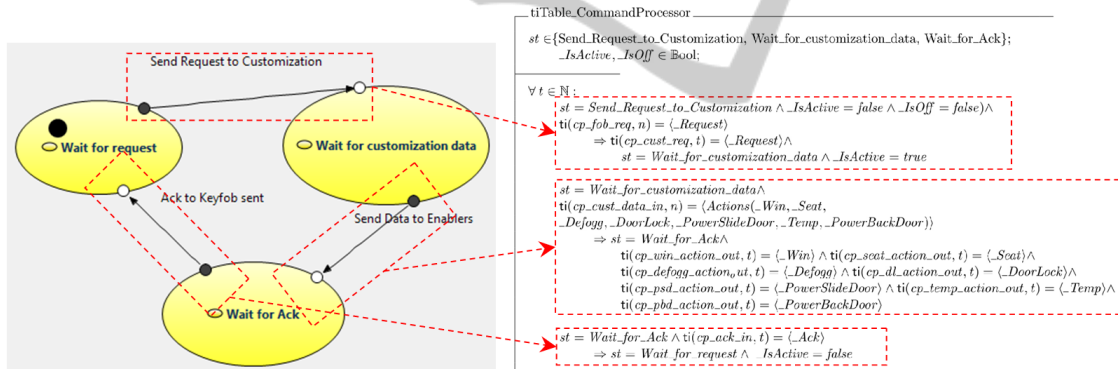 Send Request to Customization
Wait for request
Wait for customization data
Ack to Keyfob sent
Send Data to Enablers
Wait for Ack
tiTable_CommandProcessor
st ∈{Send_Request_to_Customization, Wait_for_customization_data, Wait_for_Ack};
_IsActive, _IsOff ∈ 𝔹ool;
∀ t ∈ ℕ :
st = Send_Request_to_Customization ∧ _IsActive = false ∧ _IsOff = false)∧
ti(cp_fob_req, n) = ⟨_Request⟩
⇒ ti(cp_cust_req, t) = ⟨_Request⟩∧
st = Wait_for_customization_data ∧ _IsActive = true
st = Wait_for_customization_data∧
ti(cp_cust_data_in, n) = ⟨Actions(_Win, _Seat,
_Defogg, _DoorLock, _PowerSlideDoor, _Temp, _PowerBackDoor)⟩
⇒ st = Wait_for_Ack∧
ti(cp_win_action_out, t) = ⟨_Win⟩ ∧ ti(cp_seat_action_out, t) = ⟨_Seat⟩∧
ti(cp_defogg_action_out, t) = ⟨_Defogg⟩ ∧ ti(cp_dl_action_out, t) = ⟨_DoorLock⟩∧
ti(cp_psd_action_out, t) = ⟨_PowerSlideDoor⟩ ∧ ti(cp_temp_action_out, t) = ⟨_Temp⟩∧
ti(cp_pbd_action_out, t) = ⟨_PowerBackDoor⟩
st = Wait_for_Ack ∧ ti(cp_ack_in, t) = ⟨_Ack⟩
⇒ st = Wait_for_request ∧ _IsActive = false